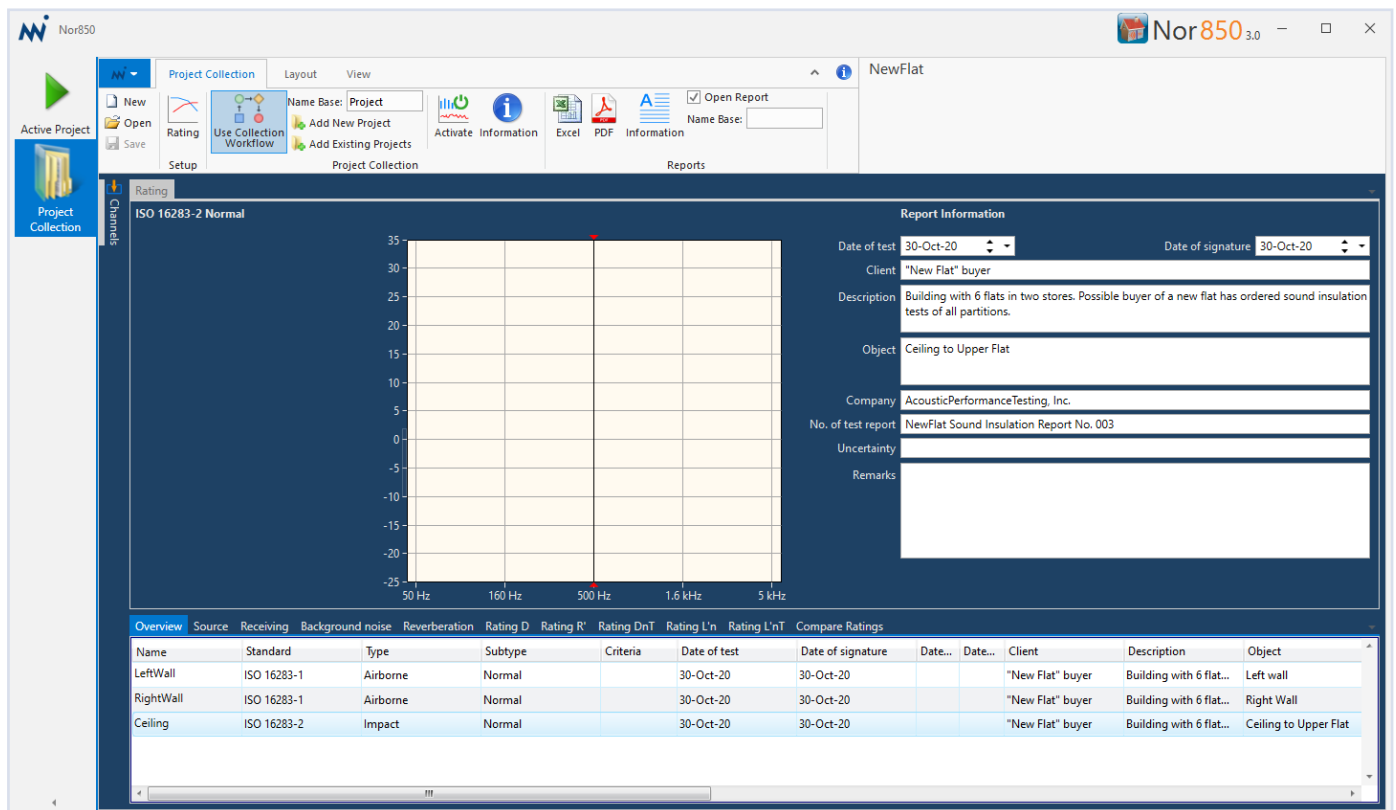 Nor850
Nor850 3.0
Project Collection Layout View
NewFlat
New
Open
Save
Rating
Setup
Use Collection
Workflow
Name Base: Project
Add New Project
Add Existing Projects
Activate
Information
Project Collection
Excel
PDF
Information
Open Report
Name Base:
Reports
Active Project
Project
Collection
Channels
Rating
ISO 16283-2 Normal
35
30
25
20
15
10
5
0
-5
-10
-15
-20
-25
50 Hz 160 Hz 500 Hz 1.6 kHz 5 kHz
Report Information
Date of test 30-Oct-20 Date of signature 30-Oct-20
Client "New Flat" buyer
Description Building with 6 flats in two stores. Possible buyer of a new flat has ordered sound insulation
tests of all partitions.
Object Ceiling to Upper Flat
Company AcousticPerformanceTesting, Inc.
No. of test report NewFlat Sound Insulation Report No. 003
Uncertainty
Remarks
Overview Source Receiving Background noise Reverberation Rating D Rating R' Rating DnT Rating L'n Rating L'nT Compare Ratings
Name Standard Type Subtype Criteria Date of test Date of signature Date... Date... Client Description Object
LeftWall ISO 16283-1 Airborne Normal 30-Oct-20 30-Oct-20 "New Flat" buyer Building with 6 flat... Left wall
RightWall ISO 16283-1 Airborne Normal 30-Oct-20 30-Oct-20 "New Flat" buyer Building with 6 flat... Right Wall
Ceiling ISO 16283-2 Impact Normal 30-Oct-20 30-Oct-20 "New Flat" buyer Building with 6 flat... Ceiling to Upper Flat